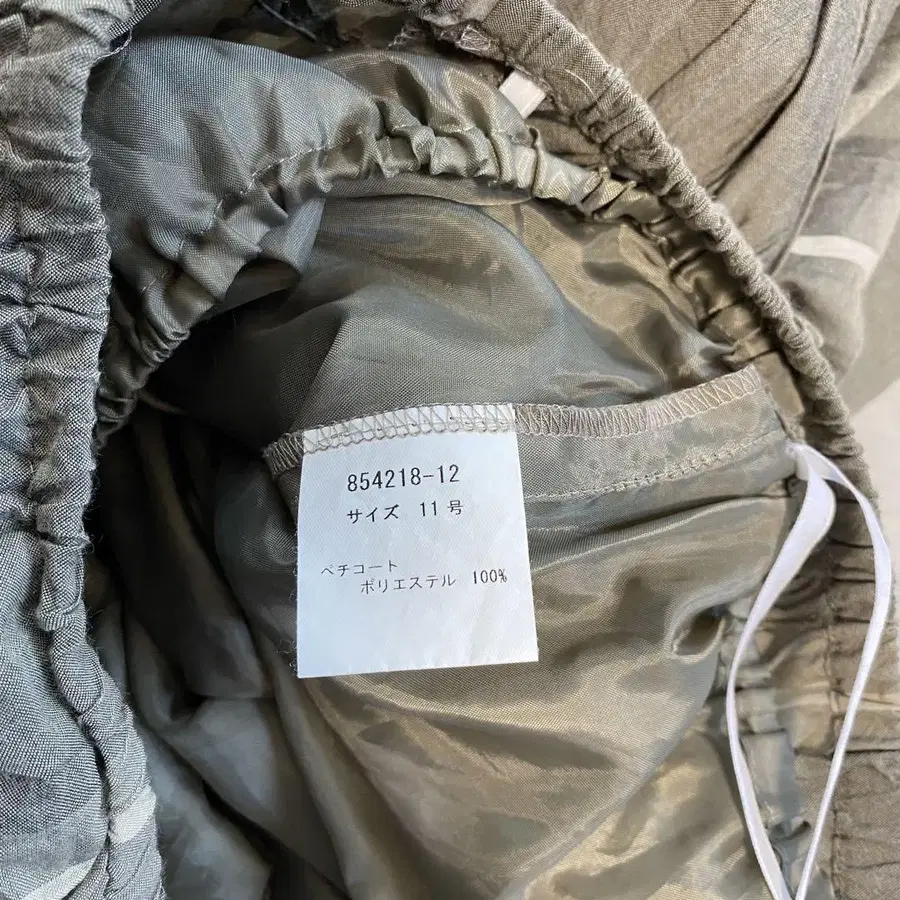 854218-12
サイズ 11号
ペチコート
ポリエステル 100%